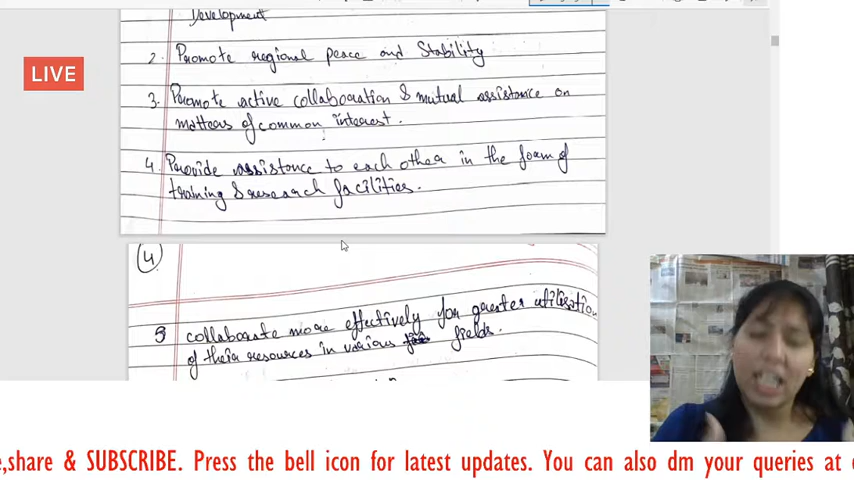 Development
2. Promote regional peace and Stability
LIVE
3. Promote active collaboration & mutual assistance on
matters of common interest.
4. Provide assistance to each other in the form of
training & research facilities.
4
5 collaborate more effectively for greater utilisation
of their resources in various fields.
e,share & SUBSCRIBE. Press the bell icon for latest updates. You can also dm your queries at